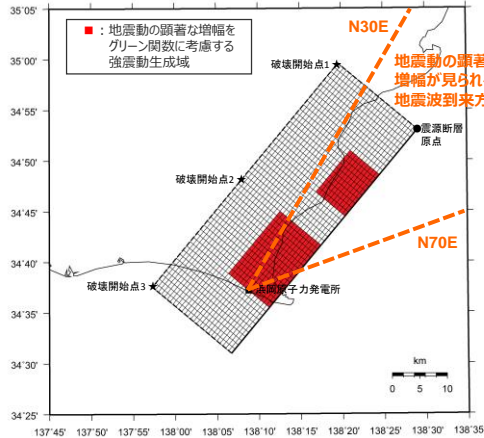 35°05'
35°00'
34°55'
34°50'
34°45'
34°40'
34°35'
34°30'
34°25'
■ : 地震動の顕著な増幅を
グリーン関数に考慮する
強震動生成域
N30E
破壊開始点1
地震動の顕著
増幅が見られ
地震波到来方
震源断層
原点
破壊開始点2
N70E
破壊開始点3
浜岡原子力発電所
km
0 5 10
137°45' 137°50' 137°55' 138°00' 138°05' 138°10' 138°15' 138°20' 138°25' 138°30' 138°35'